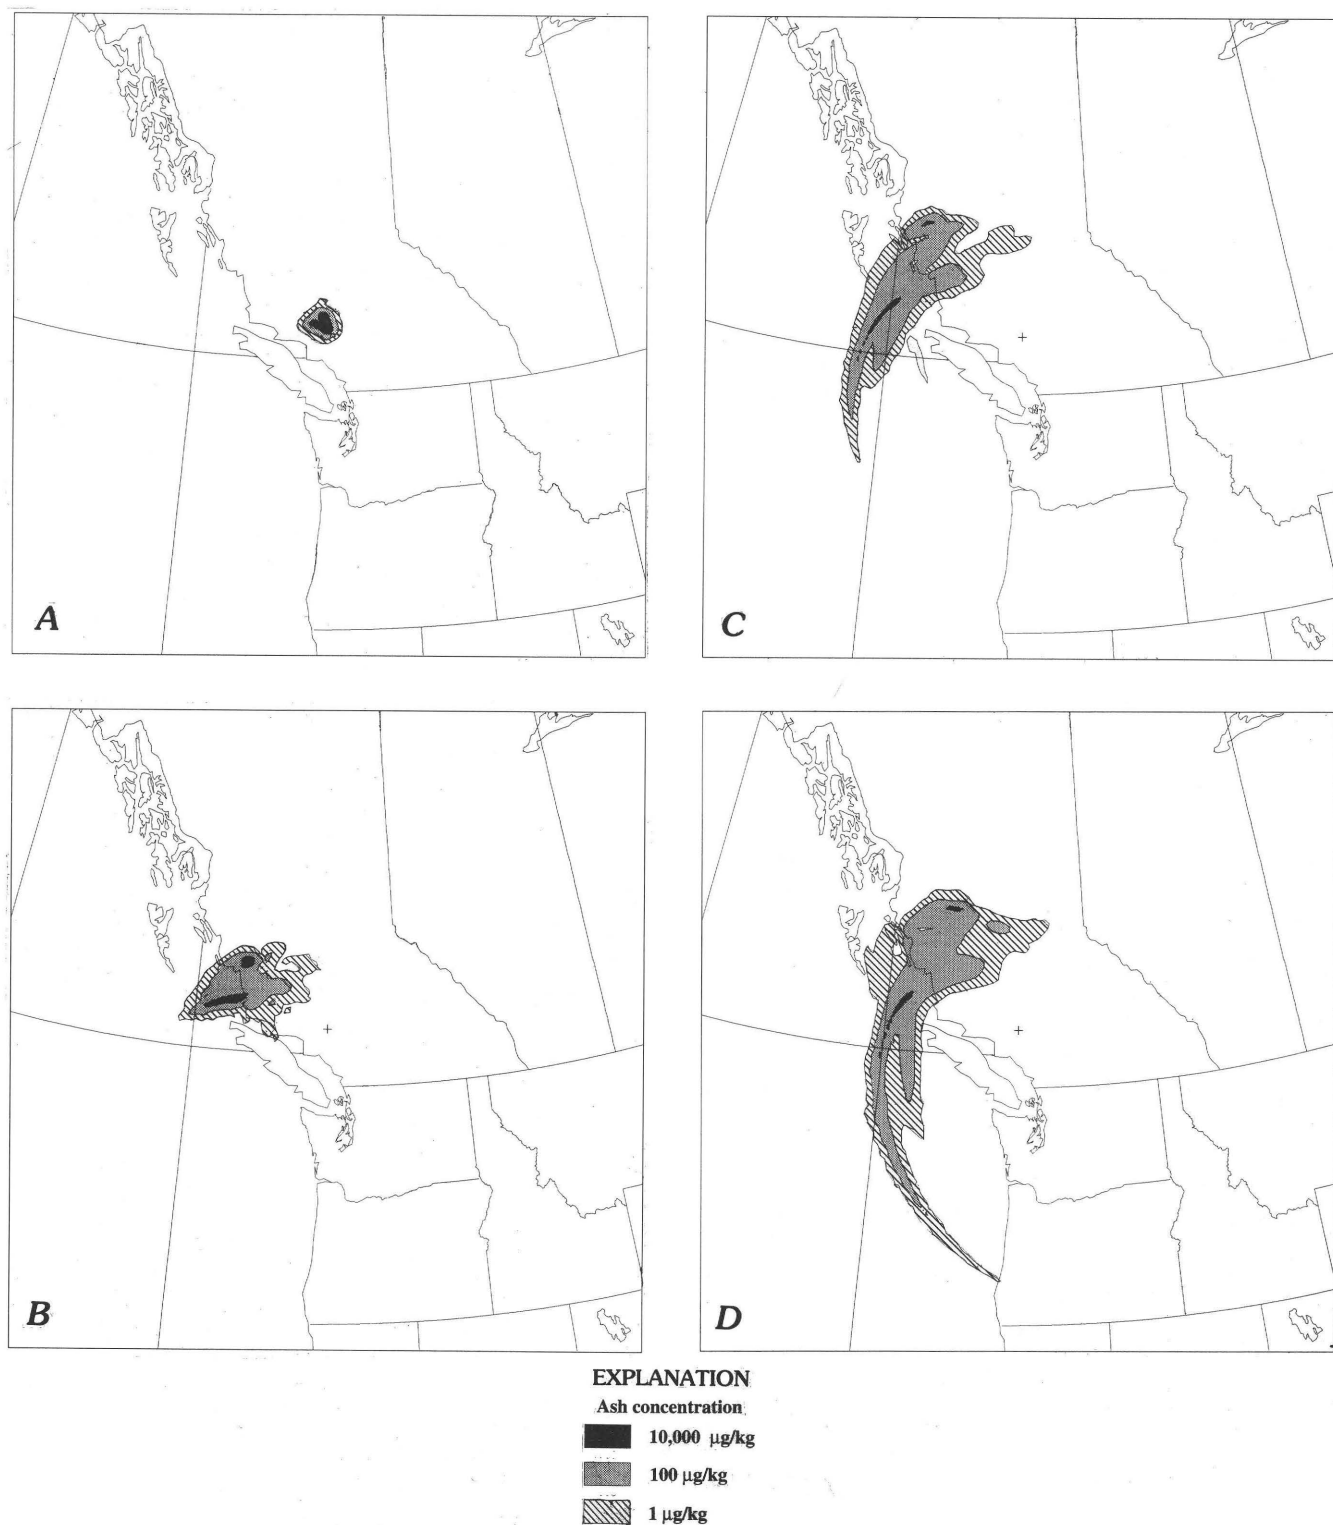 A
C
B
D
EXPLANATION
Ash concentration
10,000 µg/kg
100 µg/kg
1 µg/kg